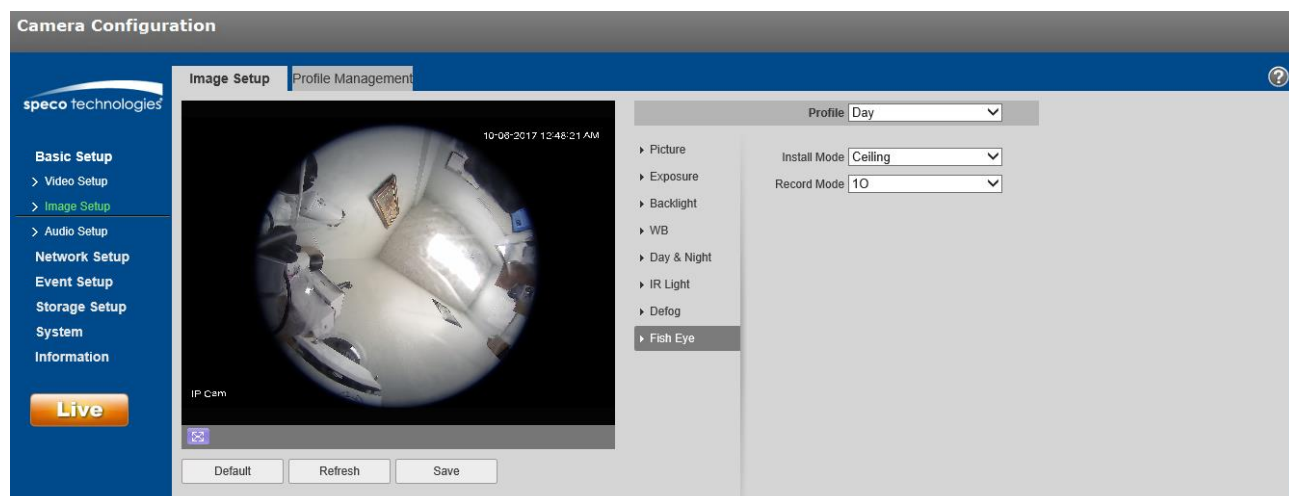 Camera Configuration
speco technologies
Basic Setup
> Video Setup
> Image Setup
> Audio Setup
Network Setup
Event Setup
Storage Setup
System
Information
Live
Image Setup Profile Management
?
10-06-2017 12:48:21 AM
IP Cam
Default Refresh Save
Profile Day
Picture
Exposure
Backlight
WB
Day & Night
IR Light
Defog
Fish Eye
Install Mode Ceiling
Record Mode 1O